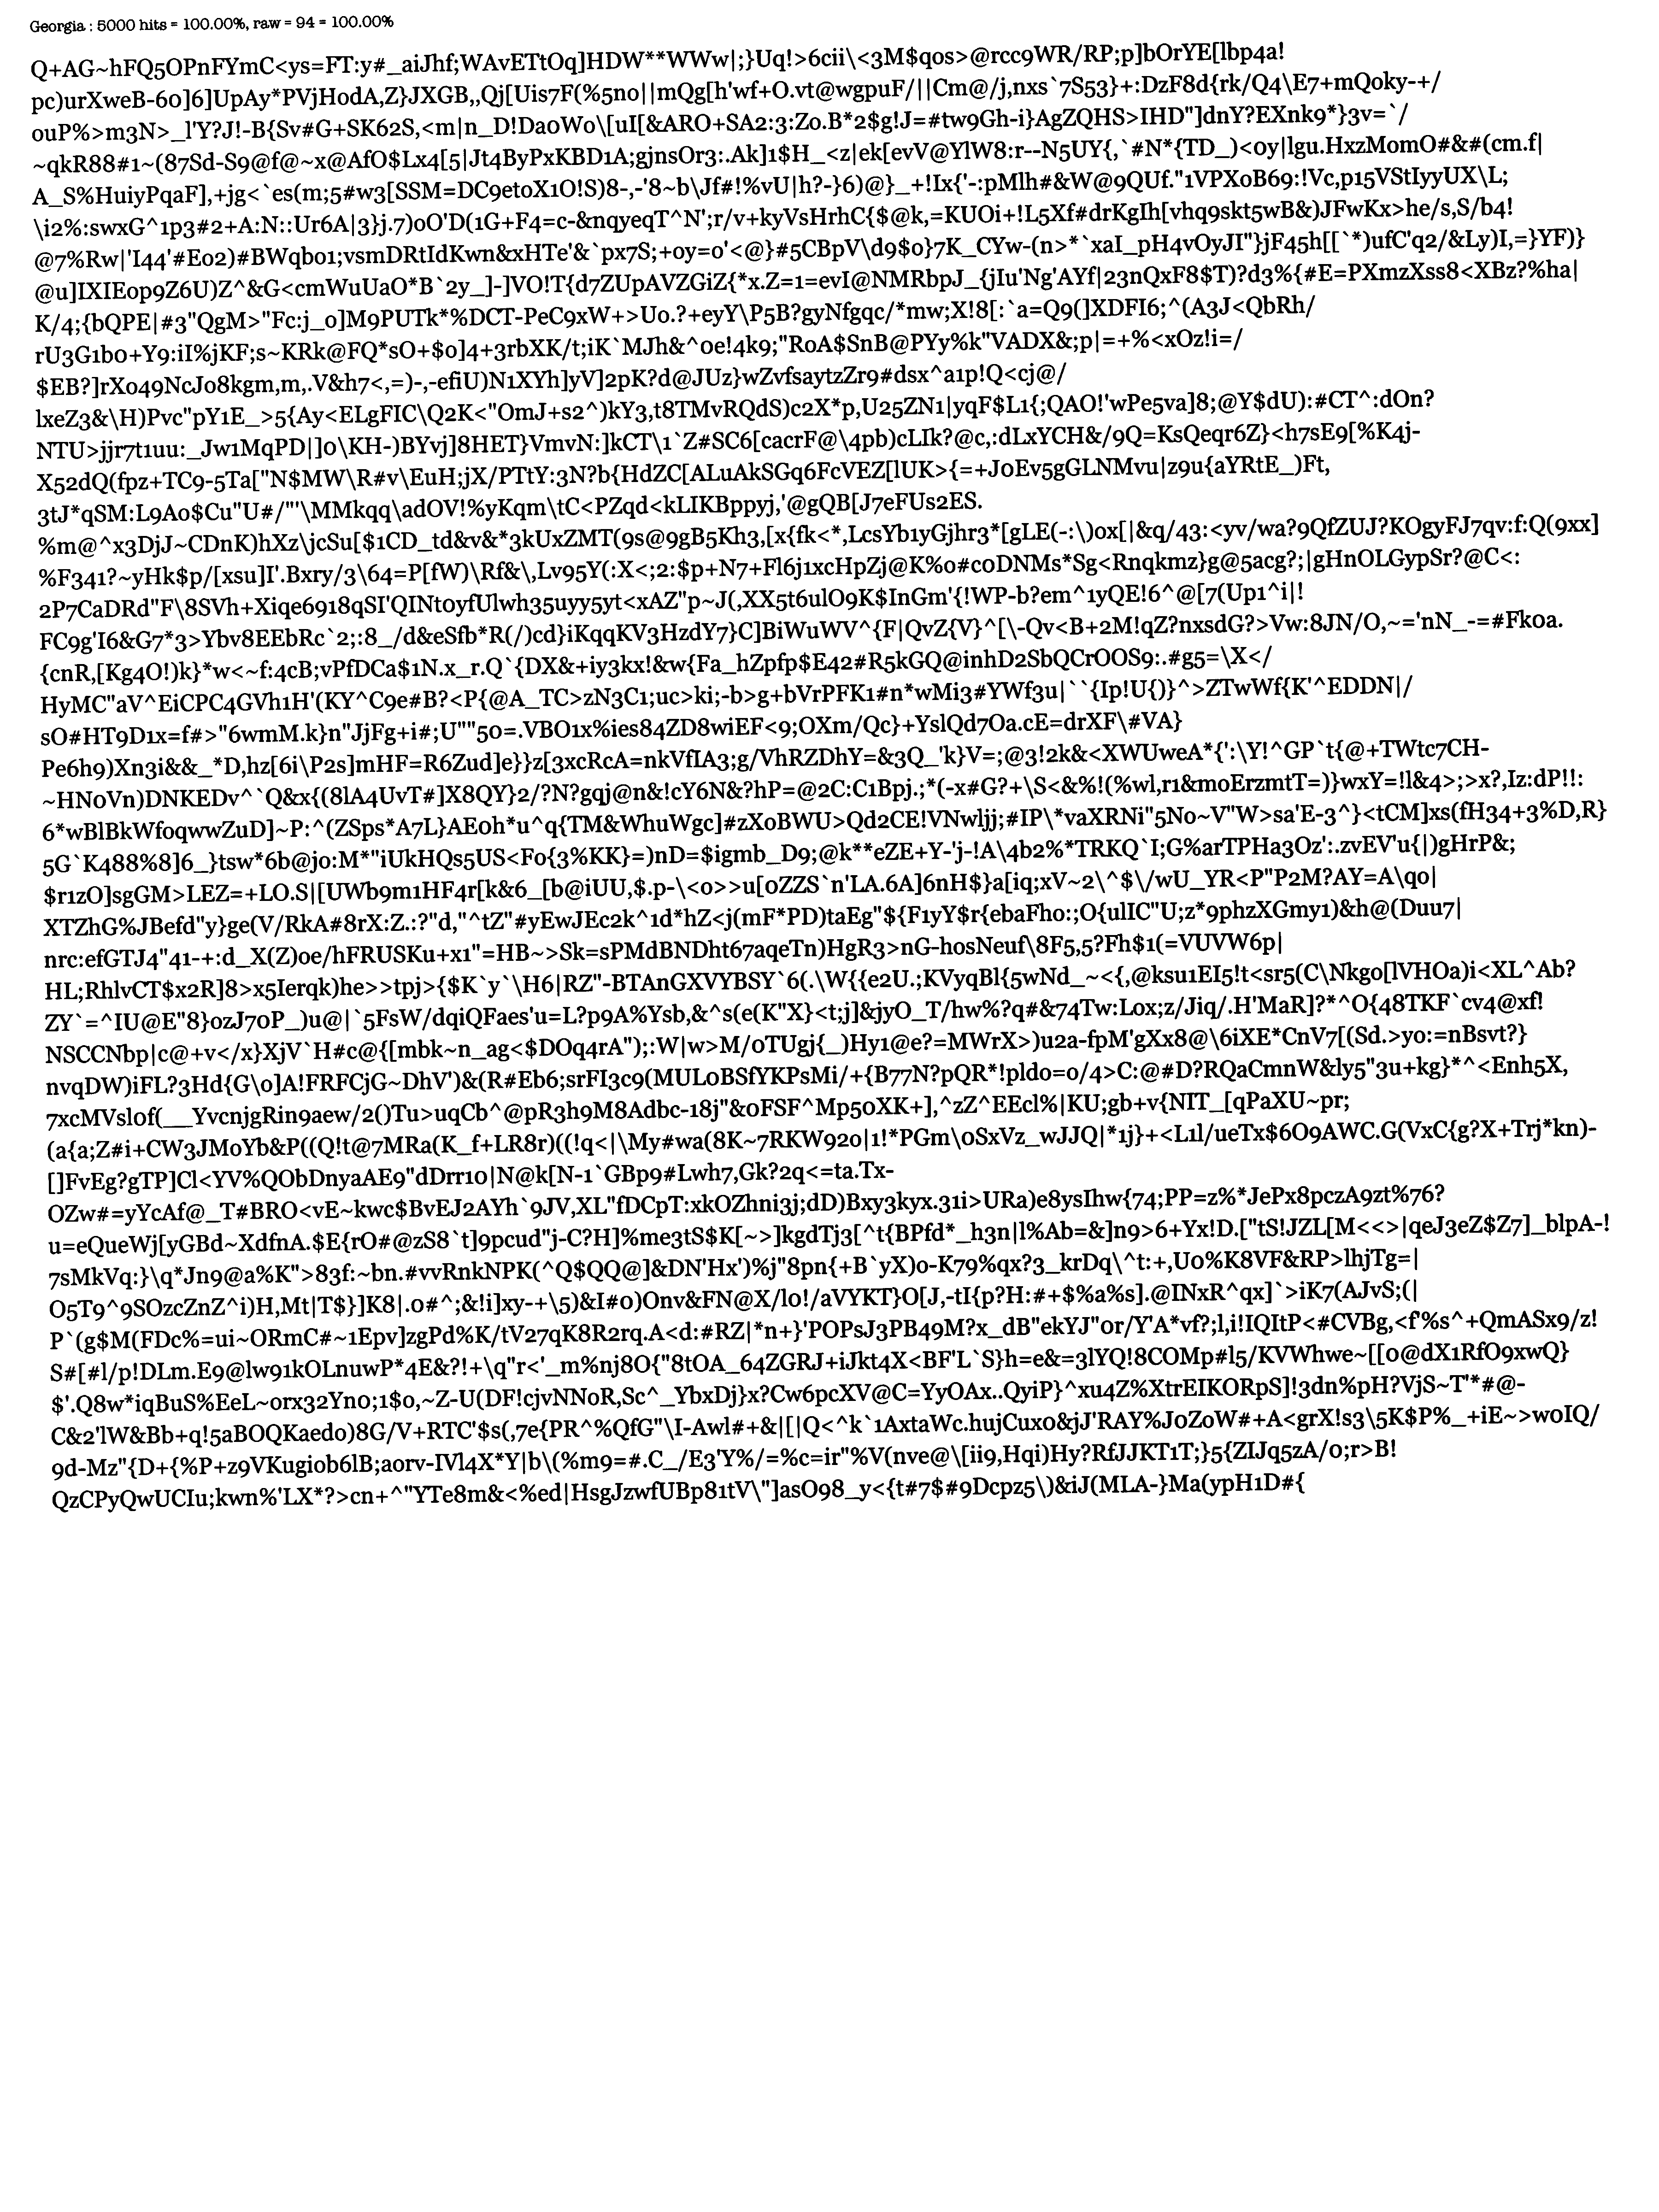 Georgia : 5000 hits = 100.00%, raw = 94 = 100.00%
Q+AG~hFQ5OPnFYmC<ys=FT:y#_aiJhf;WAvETtOq]HDW**WWw|;}Uq!>6cii\<3M$qos>@rcc9WR/RP;p]bOrYE[lbp4a!
pc)urXweB-6o]6]UpAy*PVjHodA,Z}JXGB,,Qj[Uis7F(%5no||mQg[h'wf+O.vt@wgpuF/||Cm@/j,nxs`7S53}+:DzF8d{rk/Q4\E7+mQoky-+/
ouP%>m3N>_l'Y?J!-B{Sv#G+SK62S,<m|n_D!Da0Wo\[uI[&ARO+SA2:3:Zo.B*2$g!J=#tw9Gh-i}AgZQHS>IHD"]dnY?EXnk9*}3v=`/
~qkR88#1~(87Sd-S9@f@~x@AfO$Lx4[5|Jt4ByPxKBD1A;gjnsOr3:.Ak]1$H_<z|ek[evV@YlW8:r--N5UY{,`#N*{TD_)<0y|lgu.HxzMomO#&#(cm.f|
A_S%HuiyPqaF],+jg<`es(m;5#w3[SSM=DC9etoX1O!S)8-,-'8~b\Jf#!%vU|h?-}6)@}_+!Ix{'-:pMlh#&W@9QUf."1VPXoB69:!Vc,p15VStIyyUX\L;
\i2%:swxG^1p3#2+A:N::Ur6A|3}j.7)oO'D(1G+F4=c-&nqyeqT^N';r/v+kyVsHrhC{$@k,=KUOi+!L5Xf#drKgIh[vhq9skt5wB&)JFwKx>he/s,S/b4!
@7%Rw|'I44'#Eo2)#BWqbo1;vsmDRtIdKwn&xHTe'&`px7S;+oy=o'<@}#5CBpV\d9$o}7K_CYw-(n>*`xaI_pH4vOyJI"}jF45h[[`*)ufC'q2/&Ly)I,=}YF)}
@u]IXIEop9Z6U)Z^&G<cmWuUaO*B`2y_]-]VO!T{d7ZUpAVZGiZ{*x.Z=1=evI@NMRbpJ_{jIu'Ng'AYf|23nQxF8$T)?d3%{#E=PXmzXss8<XBz?%ha|
K/4;{bQPE|#3"QgM>"Fc:j_o]M9PUTk*%DCT-PeC9xW+>Uo.?+eyY\P5B?gyNfgqc/*mw;X!8[:`a=Q9(]XDFI6;^(A3J<QbRh/
rU3G1b0+Y9:iI%jKF;s~KRk@FQ*sO+$o]4+3rbXK/t;iK`MJh&^oe!4k9;"RoA$SnB@PYy%k"VADX&;p|=+%<xOz!i=/
$EB?]rX049NcJo8kgm,m,.V&h7<,=)-,-efiU)N1XYh]yV]2pK?d@JUz}wZvfsaytzZr9#dsx^a1p!Q<cj@/
lxeZ3&\H)Pvc"pY1E_>5{Ay<ELgFIC\Q2K<"OmJ+s2^)kY3,t8TMvRQdS)c2X*p,U25ZN1|yqF$L1{;QAO!'wPe5va]8;@Y$dU):#CT^:dOn?
NTU>jjr7t1uu:_Jw1MqPD|]0\KH-)BYvj]8HET}VmvN:]kCT\1`Z#SC6[cacrF@\4pb)cLIk?@c,:dLxYCH&/9Q=KsQeqr6Z}<h7sE9[%K4j-
X52dQ(fpz+TC9-5Ta["N$MW\R#v\EuH;jX/PTtY:3N?b{HdZC[ALuAkSGq6FcVEZ[lUK>{=+JoEv5gGLNMvu|z9u{aYRtE_)Ft,
3tJ*qSM:L9A0$Cu"U#/"'"\MMkqq\adOV!%yKqm\tC<PZqd<kLIKBppyj,'@gQB[J7eFUs2ES.
%m@^x3DjJ~CDnK)hXz\jcSu[$1CD_td&v&*3kUxZMT(9s@9gB5Kh3,[x{fk<*,LcsYb1yGjhr3*[gLE(-:\)ox[|&q/43:<yv/wa?9QfZUJ?KOgyFJ7qv:f:Q(9xx]
%F341?~yHk$p/[xsu]I'.Bxry/3\64=P[fW)\Rf&\,Lv95Y(:X<;2:$p+N7+Fl6j1xcHpZj@K%0#c0DNMs*Sg<Rnqkmz}g@5acg?;|gHnOLGypSr?@C<:
2P7CaDRd"F\8SVh+Xiqe6918qSI'QINtoyfUlwh35uyy5yt<xAZ"p~J(,XX5t6ulO9K$InGm'{!WP-b?em^1yQE!6^@[7(Up1^i|!
FC9g'I6&G7*3>Ybv8EEbRc`2;:8_/d&eSfb*R(/)cd}iKqqKV3HzdY7}C]BiWuWV^{F|QvZ{V}^[\-Qv<B+2M!qZ?nxsdG?>Vw:8JN/O,~='nN_-=#Fkoa.
{cnR,[Kg4O!)k}*w<~f:4cB;vPfDCa$1N.x_r.Q`{DX&+iy3kx!&w{Fa_hZpfp$E42#R5kGQ@inhD2SbQCrOOS9:.#g5=\X</
HyMC"aV^EiCPC4GVh1H'(KY^C9e#B?<P{@A_TC>zN3C1;uc>ki;-b>g+bVrPFK1#n*wMi3#YWf3u|``{Ip!U{)}^>ZTwWf{K'^EDDN|/
sO#HT9D1x=f#>"6wmM.k}n"JjFg+i#;U""50=.VBO1x%ies84ZD8wiEF<9;OXm/Qc}+YslQd7Oa.cE=drXF\#VA}
Pe6h9)Xn3i&&_*D,hz[6i\P2s]mHF=R6Zud]e}}z[3xcRcA=nkVfIA3;g/VhRZDhY=&3Q_'k}V=;@3!2k&<XWUweA*{':\Y!^GP`t{@+TWtc7CH-
~HNoVn)DNKEDv^`Q&x{(8lA4UvT#]X8QY}2/?N?gqj@n&!cY6N&?hP=@2C:C1Bpj.;*(-x#G?+\S<&%!(%wl,r1&moErzmtT=)}wxY=!l&4>;>x?,Iz:dP!!:
6*wBlBkWfoqwwZuD]~P:^(ZSps*A7L}AEoh*u^q{TM&WhuWgc]#zXoBWU>Qd2CE!VNwljj;#IP\*vaXRNi"5No~V"W>sa'E-3^}<tCM]xs(fH34+3%D,R}
5G`K488%8]6_}tsw*6b@jo:M*"iUkHQs5US<Fo{3%KK}=)nD=$igmb_D9;@k**eZE+Y-'j-!A\4b2%*TRKQ`I;G%arTPHa3Oz':.zvEV'u{|)gHrP&;
$r1zO]sgGM>LEZ=+LO.S|[UWb9m1HF4r[k&6_[b@iUU,$.p-\<o>>u[oZZS`n'LA.6A]6nH$}a[iq;xV~2\^$\/wU_YR<P"P2M?AY=A\qo|
XTZhG%JBefd"y}ge(V/RkA#8rX:Z.:?"d,"^tZ"#yEwJEc2k^1d*hZ<j(mF*PD)taEg"${F1yY$r{ebaFho:;O{ulIC"U;z*9phzXGmy1)&h@(Duu7|
nrc:efGTJ4"41-+:d_X(Z)oe/hFRUSKu+x1"=HB~>Sk=sPMdBNDht67aqeTn)HgR3>nG-hosNeuf\8F5,5?Fh$1(=VUVW6p|
HL;RhlvCT$x2R]8>x5Ierqk)he>>tpj>{$K`y`\H6|RZ"-BTAnGXVYBSY`6(.\W{{e2U.;KVyqBl{5wNd_~<{,@ksu1EI5!t<sr5(C\Nkgo[lVHOa)i<XL^Ab?
ZY`=^IU@E"8}ozJ70P_)u@|`5FsW/dqiQFaes'u=L?p9A%Ysb,&^s(e(K"X}<t;j]&jyO_T/hw%?q#&74Tw:Lox;z/Jiq/.H'MaR]?*^O{48TKF`cv4@xf!
NSCCNbp|c@+v</x}XjV`H#c@{[mbk~n_ag<$DOq4rA");:W|w>M/oTUgj{_)Hy1@e?=MWrX>)u2a-fpM'gXx8@\6iXE*CnV7[(Sd.>yo:=nBsvt?}
nvqDW)iFL?3Hd{G\o]A!FRFCjG~DhV')&(R#Eb6;srFI3c9(MULoBSfYKPsMi/+{B77N?pQR*!pldo=o/4>C:@#D?RQaCmnW&ly5"3u+kg}*^<Enh5X,
7xcMVslof(__YvcnjgRin9aew/2()Tu>uqCb^@pR3h9M8Adbc-18j"&0FSF^Mp50XK+],^zZ^EEcl%|KU;gb+v{NIT_[qPaXU~pr;
(a{a;Z#i+CW3JMoYb&P((Q!t@7MRa(K_f+LR8r)((!q<|\My#wa(8K~7RKW920|1!*PGm\0SxVz_wJJQ|*1j}+<L1l/ueTx$6O9AWC.G(VxC{g?X+Trj*kn)-
[]FvEg?gTP]Cl<YV%QObDnyaAE9"dDrr10|N@k[N-1`GBp9#Lwh7,Gk?2q<=ta.Tx-
OZw#=yYcAf@_T#BRO<vE~kwc$BvEJ2AYh`9JV,XL"fDCpT:xkOZhni3j;dD)Bxy3kyx.31i>URa)e8ysIhw{74;PP=z%*JePx8pczA9zt%76?
u=eQueWj[yGBd~XdfnA.$E{rO#@zS8`t]9pcud"j-C?H]%me3tS$K[~>]kgdTj3[^t{BPfd*_h3n|l%Ab=&]n9>6+Yx!D.["tS!JZL[M<<>|qeJ3eZ$Z7]_blpA-!
7sMkVq:}\q*Jn9@a%K">83f:~bn.#vvRnkNPK(^Q$QQ@]&DN'Hx')%j"8pn{+B`yX)o-K79%qx?3_krDq\^t:+,Uo%K8VF&RP>lhjTg=|
O5T9^9SOzcZnZ^i)H,Mt|T$}]K8|.0#^;&!i]xy-+\5)&I#o)Onv&FN@X/lo!/aVYKT}O[J,-tI{p?H:#+$%a%s].@INxR^qx]`>iK7(AJvS;(|
P`(g$M(FDc%=ui~ORmC#~1Epv]zgPd%K/tV27qK8R2rq.A<d:#RZ|*n+}'POPsJ3PB49M?x_dB"ekYJ"or/Y'A*vf?;l,i!IQItP<#CVBg,<f'%s^+QmASx9/z!
S#[#l/p!DLm.E9@lw91kOLnuwP*4E&?!+\q"r<'_m%nj8O{"8tOA_64ZGRJ+iJkt4X<BF'L`S}h=e&=3lYQ!8COMp#l5/KVWhwe~[[0@dX1RfO9xwQ}
$'.Q8w*iqBuS%EeL~orx32Yno;1$o,~Z-U(DF!cjvNNoR,Sc^_YbxDj}x?Cw6pcXV@C=YyOAx..QyiP}^xu4Z%XtrEIKORpS]!3dn%pH?VjS~T'*#@-
C&2'lW&Bb+q!5aBOQKaedo)8G/V+RTC'$s(,7e{PR^%QfG"\I-Awl#+&|[|Q<^k`1AxtaWc.hujCuxo&jJ'RAY%JoZoW#+A<grX!s3\5K$P%_+iE~>woIQ/
9d-Mz"{D+{%P+z9VKugiob6lB;aorv-IVl4X*Y|b\(%m9=#.C_/E3'Y%/=%c=ir"%V(nve@\[ii9,Hqi)Hy?RfJJKT1T;}5{ZIJq5zA/0;r>B!
QzCPyQwUCIu;kwn%'LX*?>cn+^"YTe8m&<%ed|HsgJzwfUBp81tV\"]asO98_y<{t#7$#9Dcpz5\)&iJ(MLA-}Ma(ypH1D#{